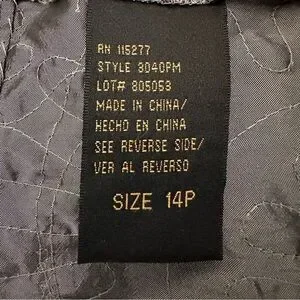 RN 115277
STYLE 3040PM
LOT# 805053
MADE IN CHINA/
HECHO EN CHINA
SEE REVERSE SIDE/
VER AL REVERSO
SIZE 14P